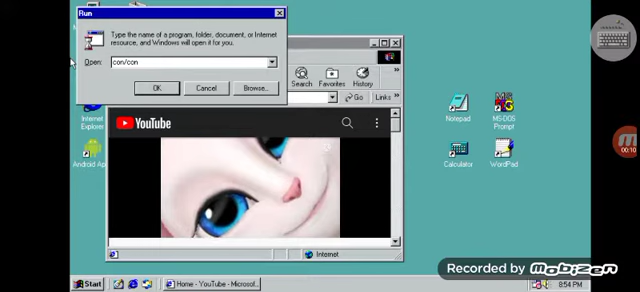 Run
Type the name of a program, folder, document, or Internet
resource, and Windows will open it for you.
Open: con/con
OK Cancel Browse...
Search Favorites History
Go Links
YouTube
Internet
Explorer
Android App
Notepad
MS-DOS
Prompt
Calculator
WordPad
00:10
Internet
Recorded by mobizen
Start
Home - YouTube - Microsof...
8:54 PM